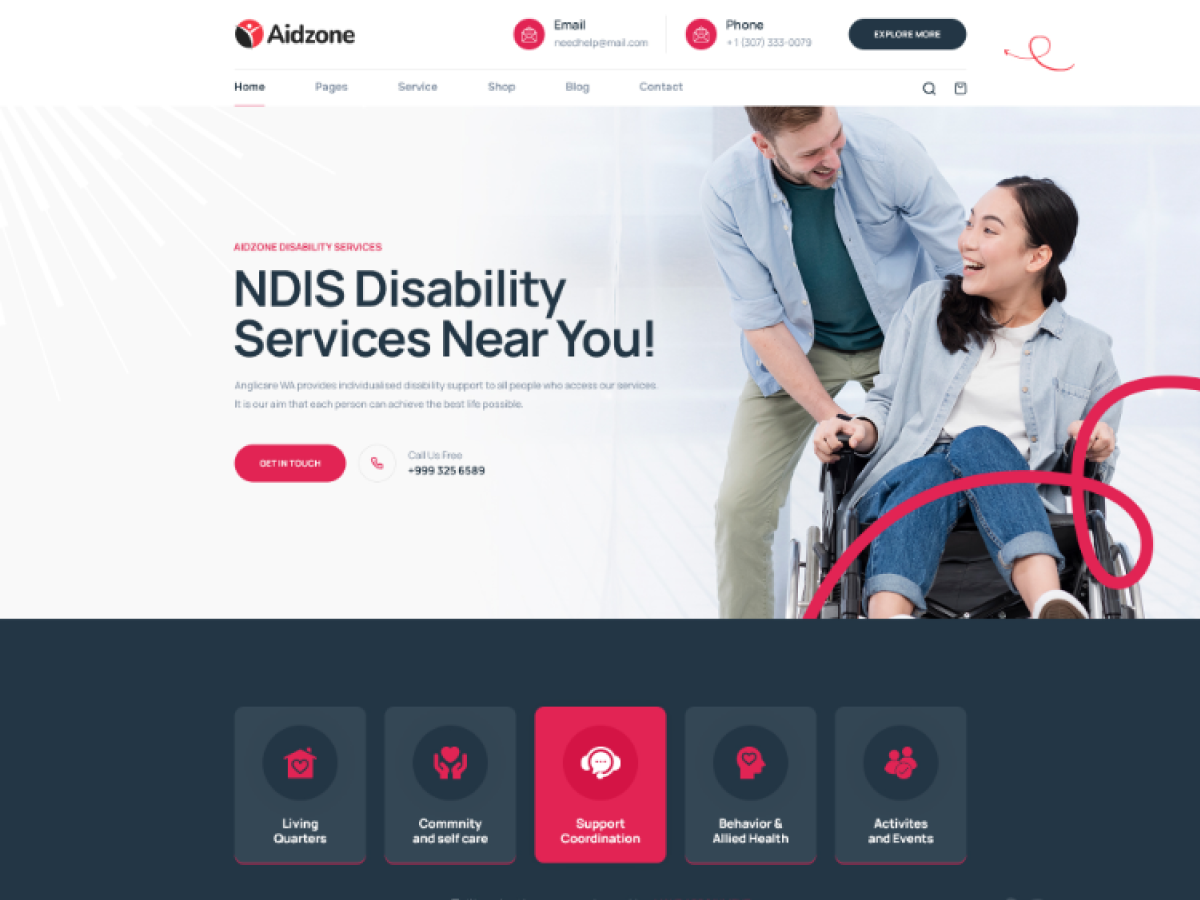 Aidzone
Email
needhelp@mail.com
Phone
+ 1 (307) 333-0079
EXPLORE MORE
Home
Pages
Service
Shop
Blog
Contact
AIDZONE DISABILITY SERVICES
NDIS Disability
Services Near You!
Anglicare WA provides individualised disability support to all people who access our services.
It is our aim that each person can achieve the best life possible.
GET IN TOUCH
Call Us Free
+999 325 6589
Living
Quarters
Commnity
and self care
Support
Coordination
Behavior &
Allied Health
Activites
and Events